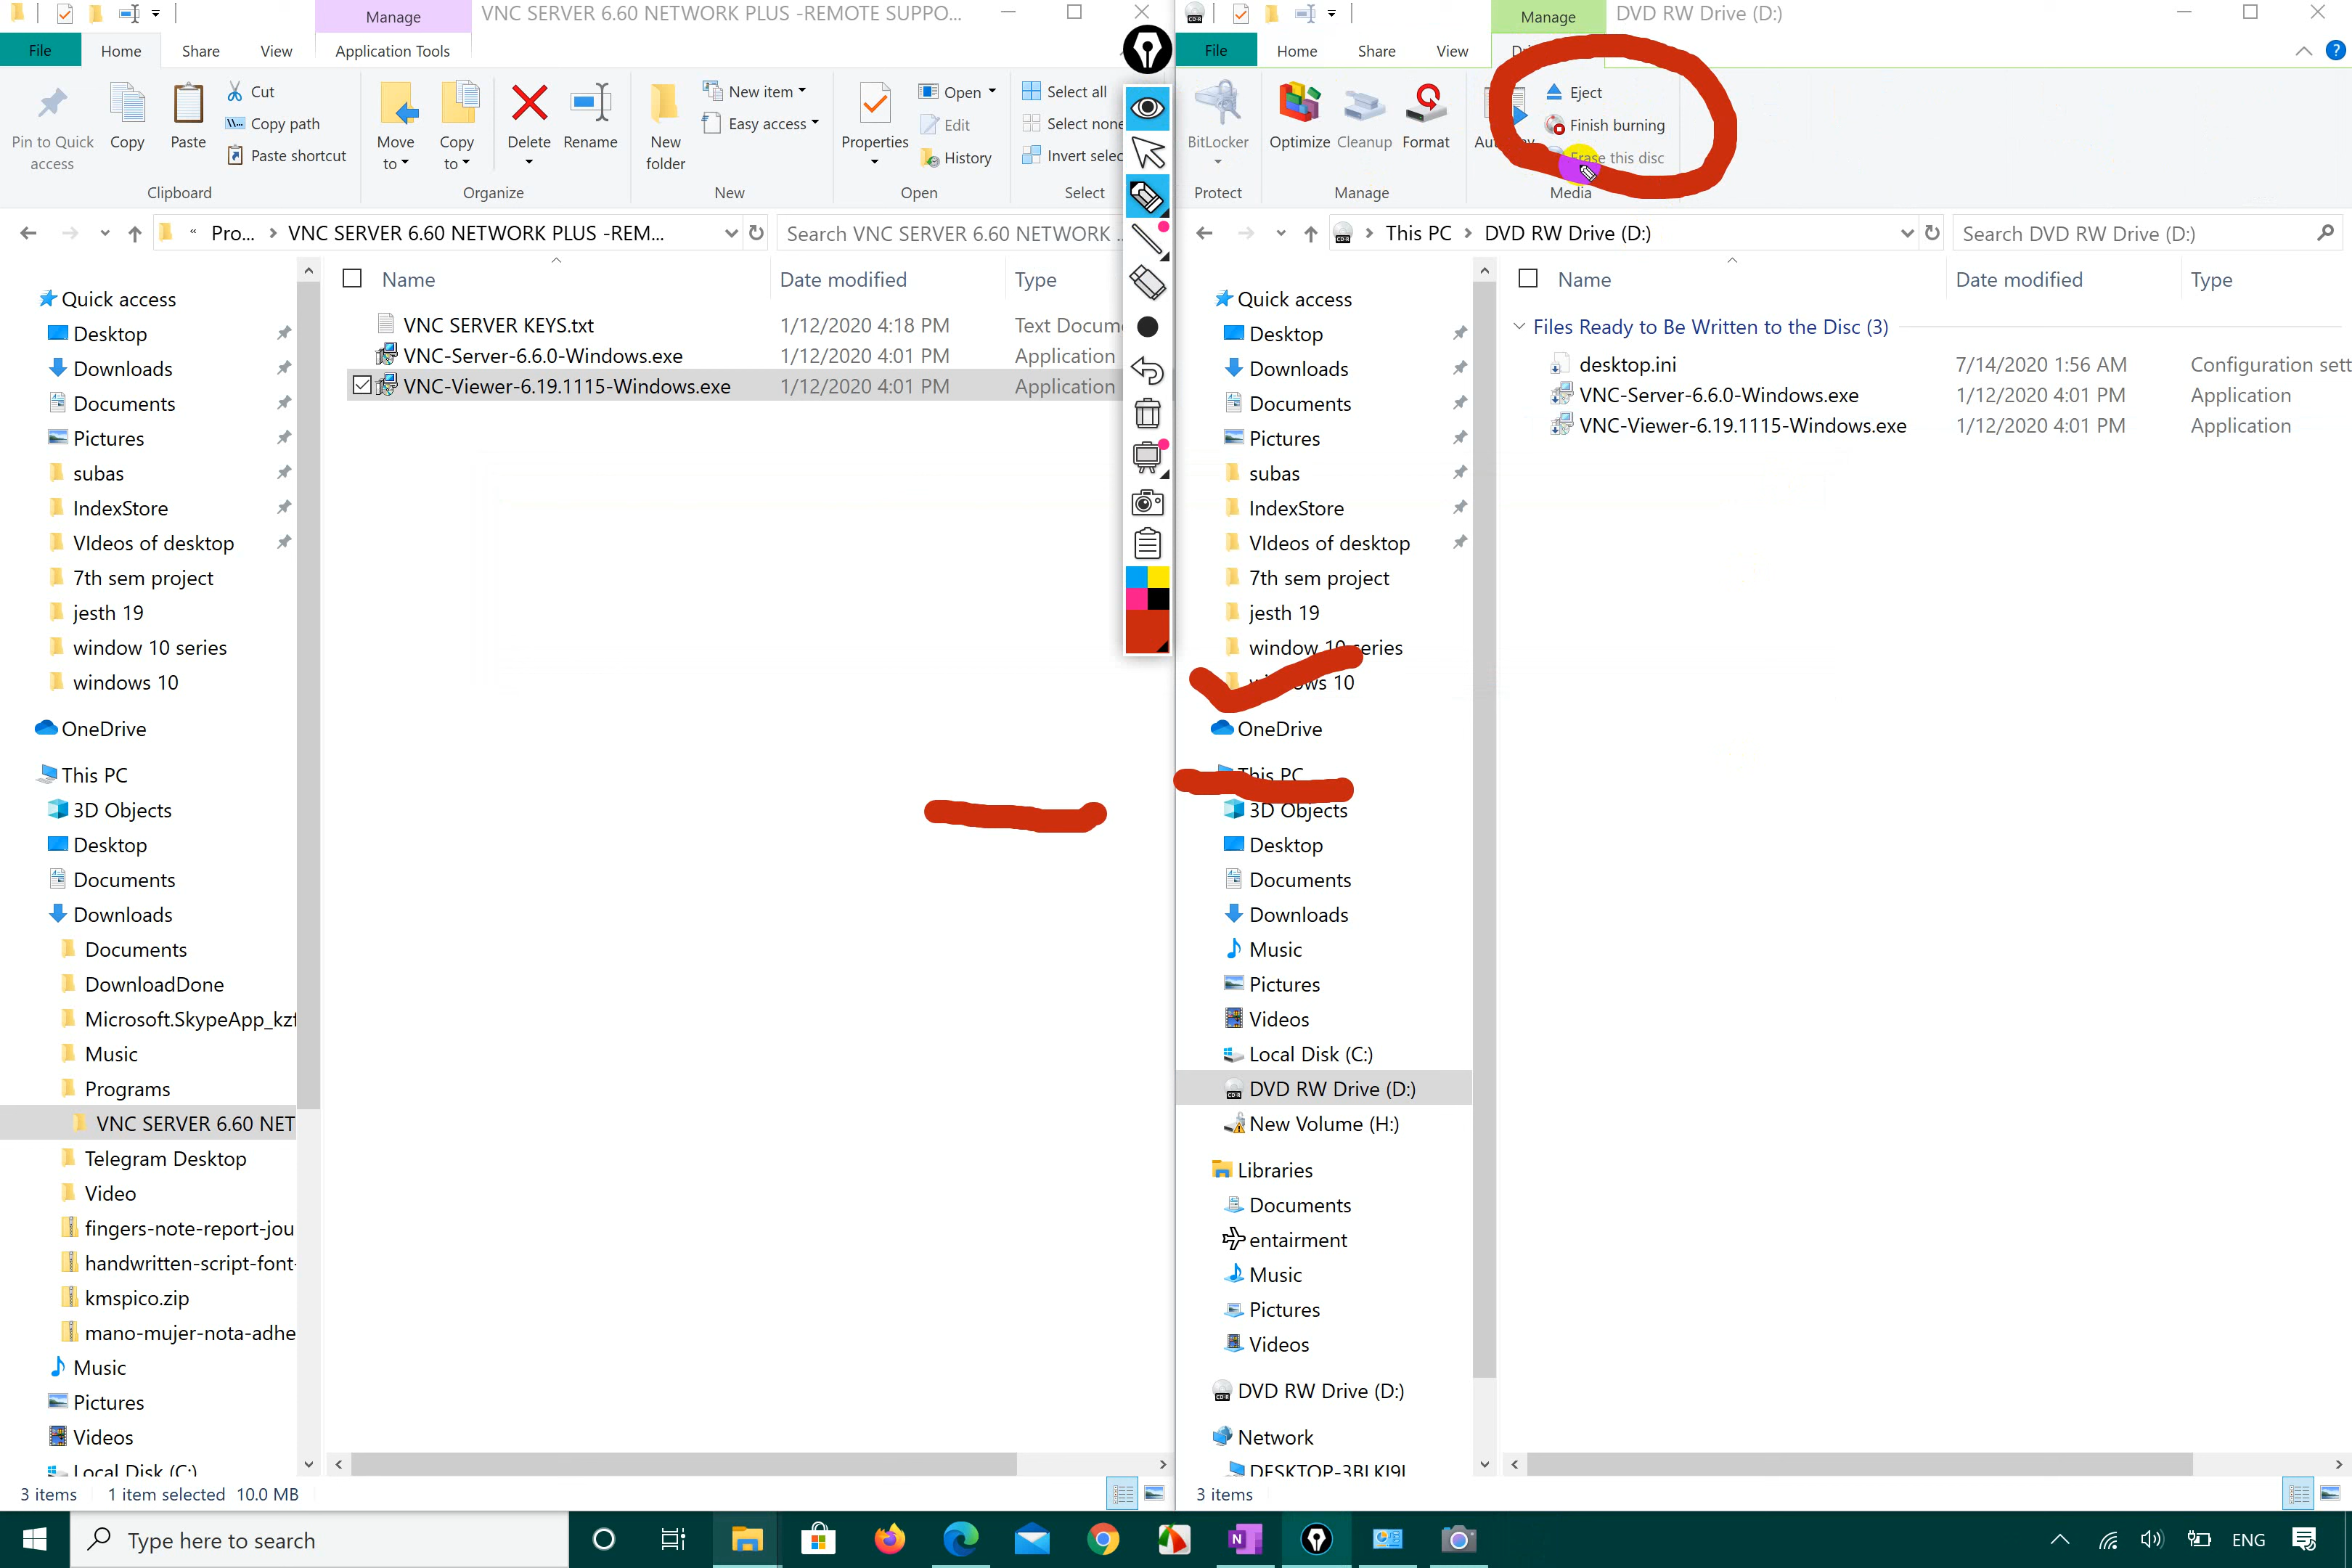 Manage
VNC SERVER 6.60 NETWORK PLUS -REMOTE SUPPO...
File
Home
Share
View
Application Tools
Pin to Quick access
Copy
Paste
Cut
Copy path
Paste shortcut
Clipboard
Move to
Copy to
Delete
Rename
Organize
New folder
New item
Easy access
New
Properties
Open
Edit
History
Open
Select all
Select none
Invert selec
Select
Pro...
VNC SERVER 6.60 NETWORK PLUS -REM...
Search VNC SERVER 6.60 NETWORK ...
Name
Date modified
Type
VNC SERVER KEYS.txt 1/12/2020 4:18 PM Text Docum
VNC-Server-6.6.0-Windows.exe 1/12/2020 4:01 PM Application
VNC-Viewer-6.19.1115-Windows.exe 1/12/2020 4:01 PM Application
Quick access
Desktop
Downloads
Documents
Pictures
subas
IndexStore
VIdeos of desktop
7th sem project
jesth 19
window 10 series
windows 10
OneDrive
This PC
3D Objects
Desktop
Documents
Downloads
Documents
DownloadDone
Microsoft.SkypeApp_kzf
Music
Programs
VNC SERVER 6.60 NET
Telegram Desktop
Video
fingers-note-report-jou
handwritten-script-font-
kmspico.zip
mano-mujer-nota-adhe
Music
Pictures
Videos
Local Disk (C:)
3 items
1 item selected 10.0 MB
Manage
DVD RW Drive (D:)
File
Home
Share
View
BitLocker
Protect
Optimize
Cleanup
Format
Manage
Eject
Finish burning
Erase this disc
Media
This PC
DVD RW Drive (D:)
Search DVD RW Drive (D:)
Name
Date modified
Type
Files Ready to Be Written to the Disc (3)
desktop.ini 7/14/2020 1:56 AM Configuration sett
VNC-Server-6.6.0-Windows.exe 1/12/2020 4:01 PM Application
VNC-Viewer-6.19.1115-Windows.exe 1/12/2020 4:01 PM Application
Quick access
Desktop
Downloads
Documents
Pictures
subas
IndexStore
VIdeos of desktop
7th sem project
jesth 19
window 10 series
windows 10
OneDrive
This PC
3D Objects
Desktop
Documents
Downloads
Music
Pictures
Videos
Local Disk (C:)
DVD RW Drive (D:)
New Volume (H:)
Libraries
Documents
entairment
Music
Pictures
Videos
DVD RW Drive (D:)
Network
3 items
Type here to search
ENG